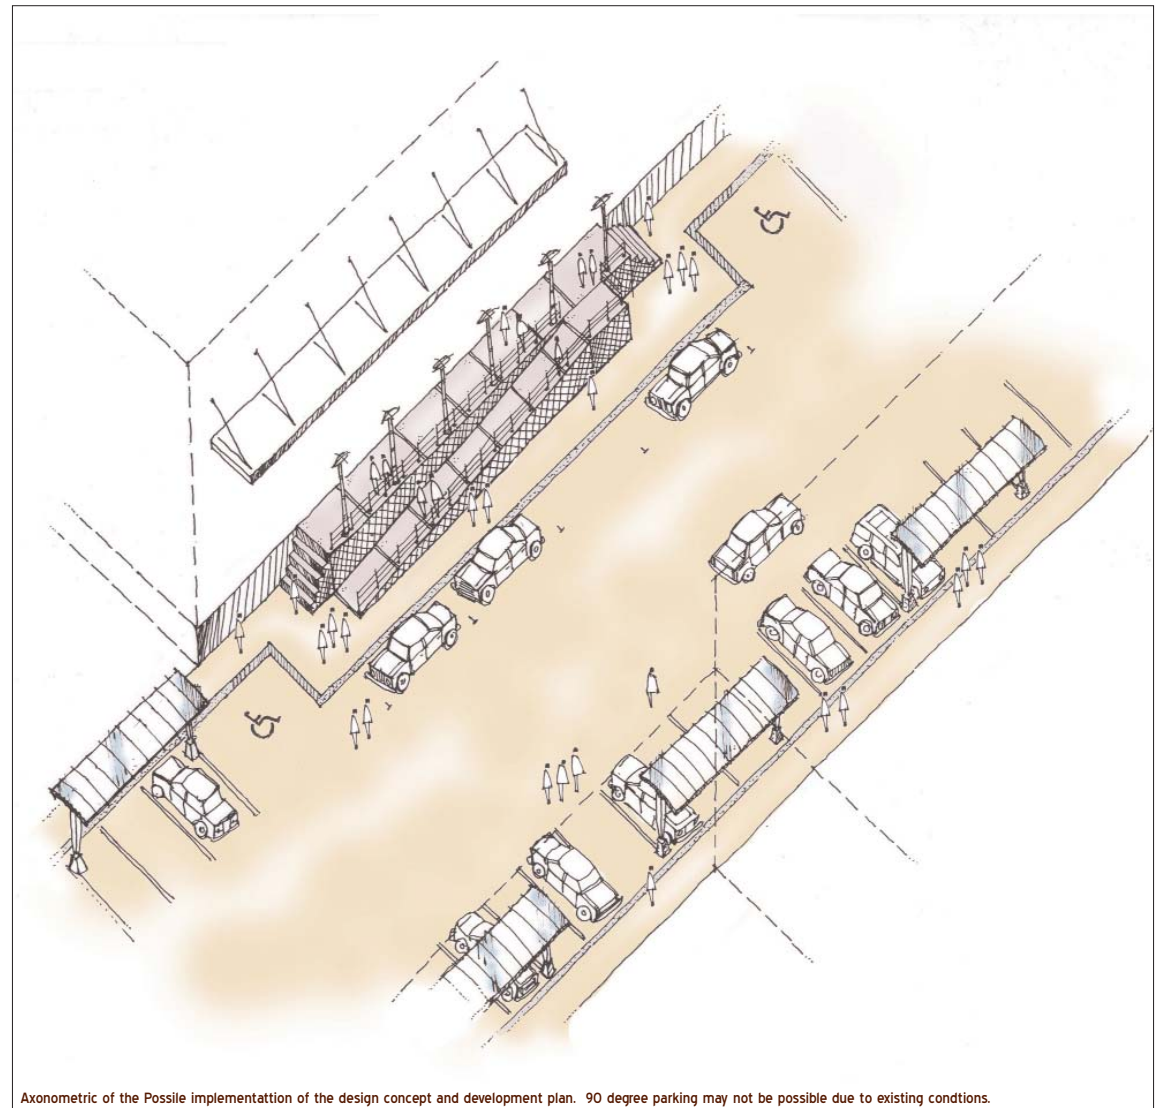 Axonometric of the Possile implementattion of the design concept and development plan.  90 degree parking may not be possible due to existing condtions.